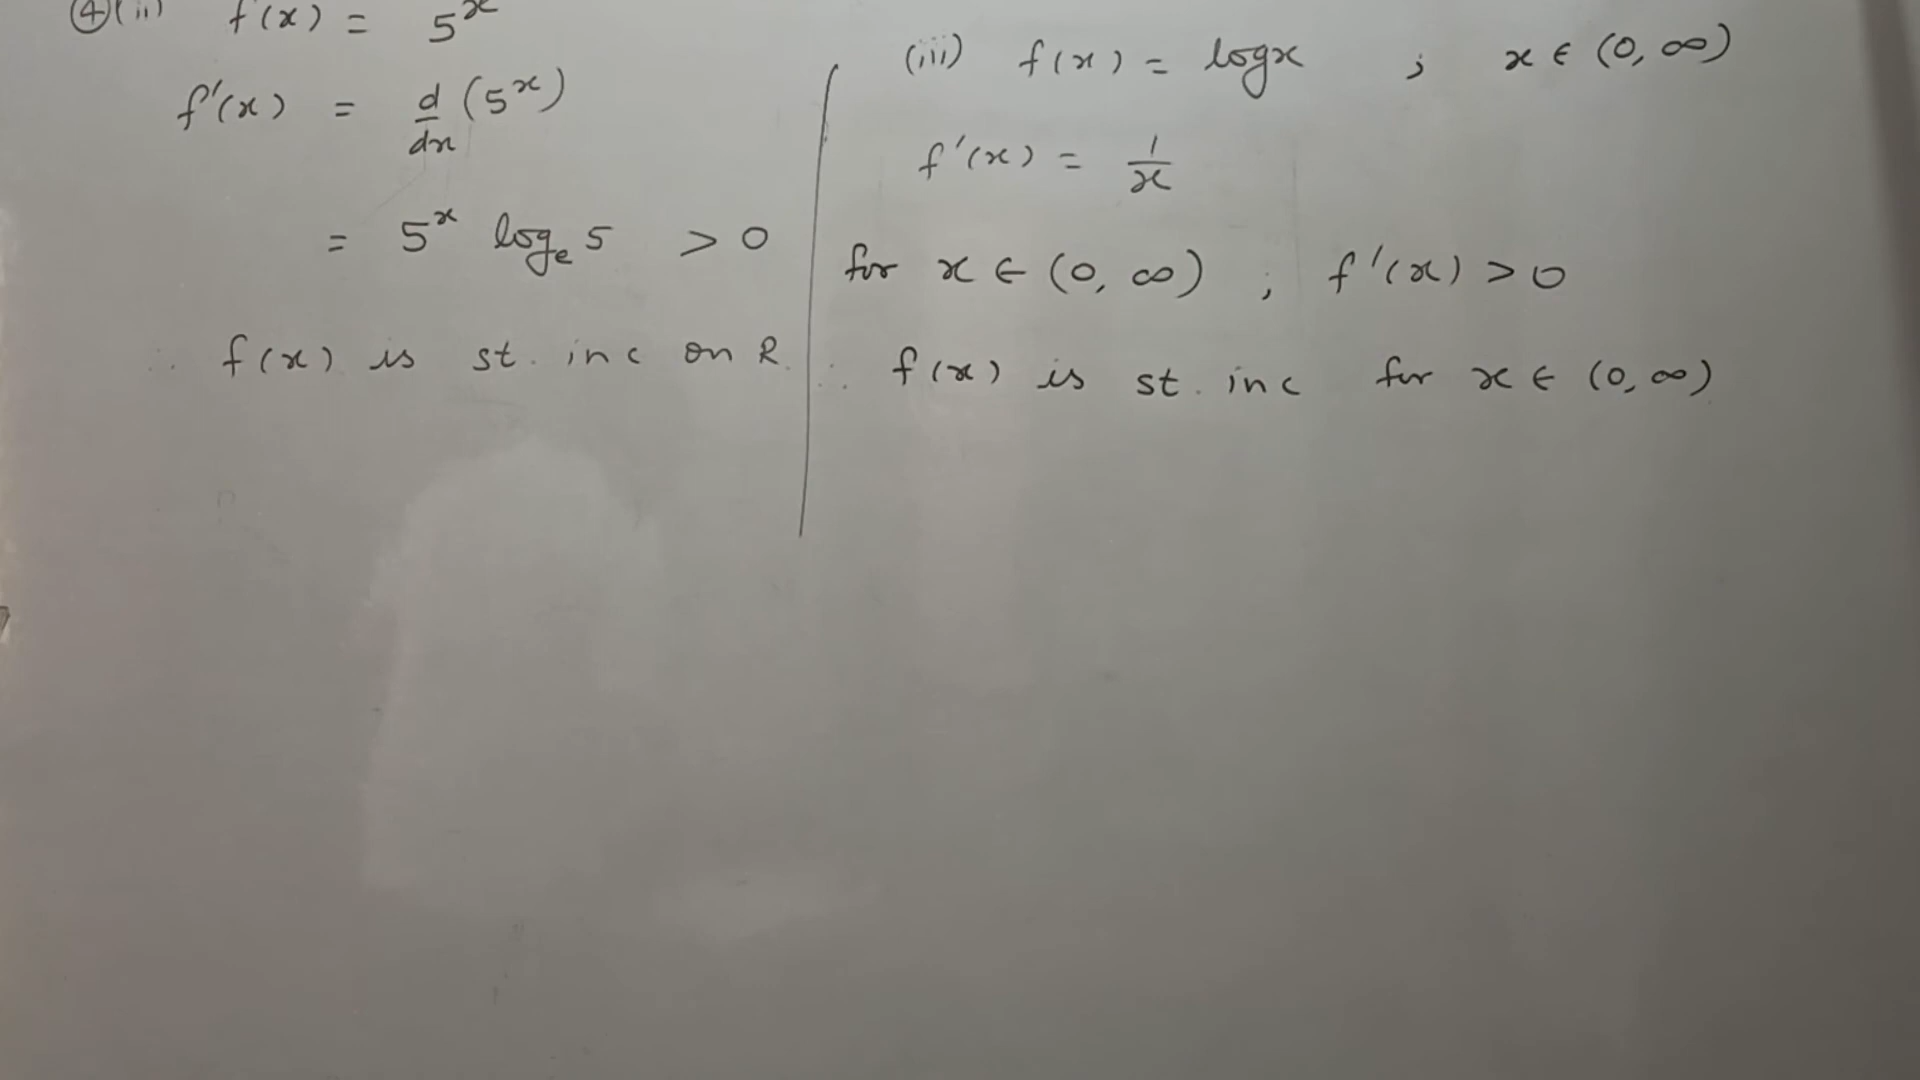 ④(ii) f(x) = 5^x
f'(x) = d/dx (5^x)
= 5^x log_e 5 > 0
∴ f(x) is st. inc on R.
(iii) f(x) = log x ; x ∈ (0, ∞)
f'(x) = 1/x
for x ∈ (0, ∞) ; f'(x) > 0
∴ f(x) is st. inc for x ∈ (0, ∞)